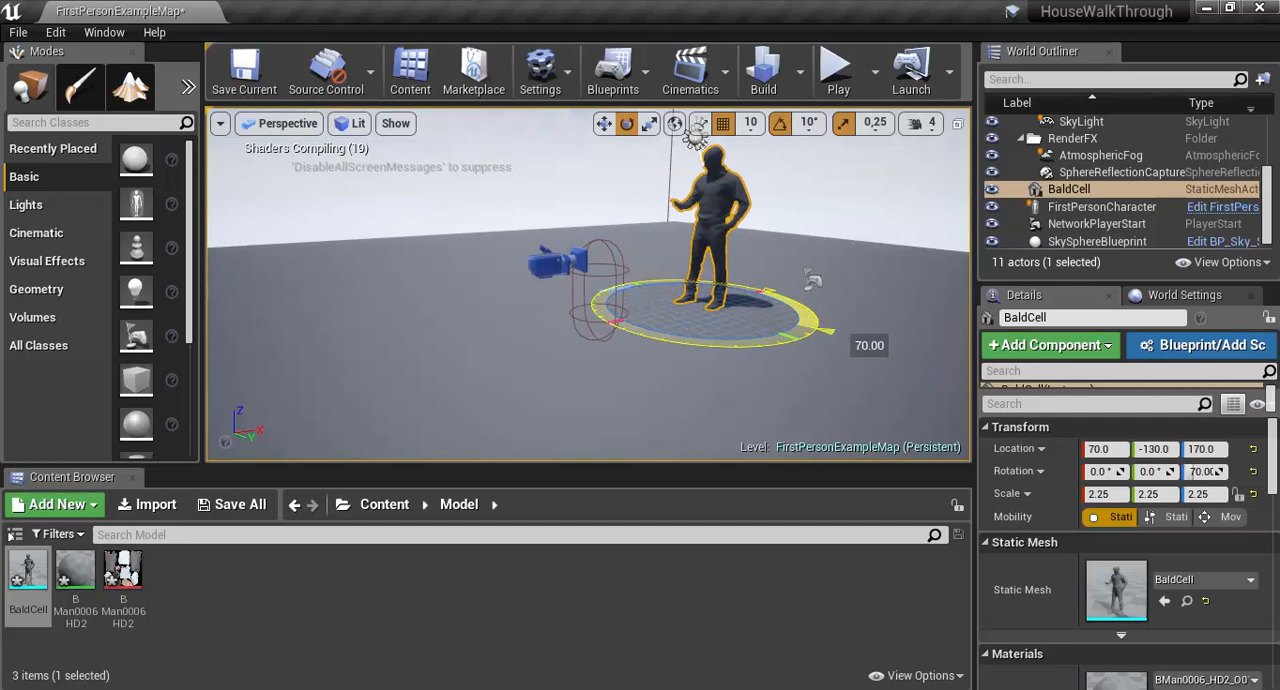 FirstPersonExampleMap*
HouseWalkThrough
File Edit Window Help
Modes
Search Classes
Recently Placed
Basic
Lights
Cinematic
Visual Effects
Geometry
Volumes
All Classes
Save Current Source Control Content Marketplace Settings Blueprints Cinematics Build Play Launch
Perspective Lit Show 10 10° 0,25 4
Shaders Compiling (19)
'DisableAllScreenMessages' to suppress
70.00
Z
X
Y
Level: FirstPersonExampleMap (Persistent)
World Outliner
Search...
Label Type
SkyLight SkyLight
RenderFX Folder
AtmosphericFog AtmosphericFo
SphereReflectionCapture SphereReflecti
BaldCell StaticMeshAct
FirstPersonCharacter Edit FirstPers
NetworkPlayerStart PlayerStart
SkySphereBlueprint Edit BP_Sky_S
11 actors (1 selected) View Options
Details World Settings
BaldCell
+Add Component Blueprint/Add Sc
Search
Search
Transform
Location 70.0 -130.0 170.0
Rotation 0.0 ° 0.0 ° 70.00
Scale 2.25 2.25 2.25
Mobility Stati Stati Mov
Static Mesh
Static Mesh BaldCell
Materials
BMan0006_HD2_O0
Content Browser
Add New Import Save All Content Model
Filters Search Model
BaldCell
B
Man0006
HD2
B
Man0006
HD2
3 items (1 selected) View Options